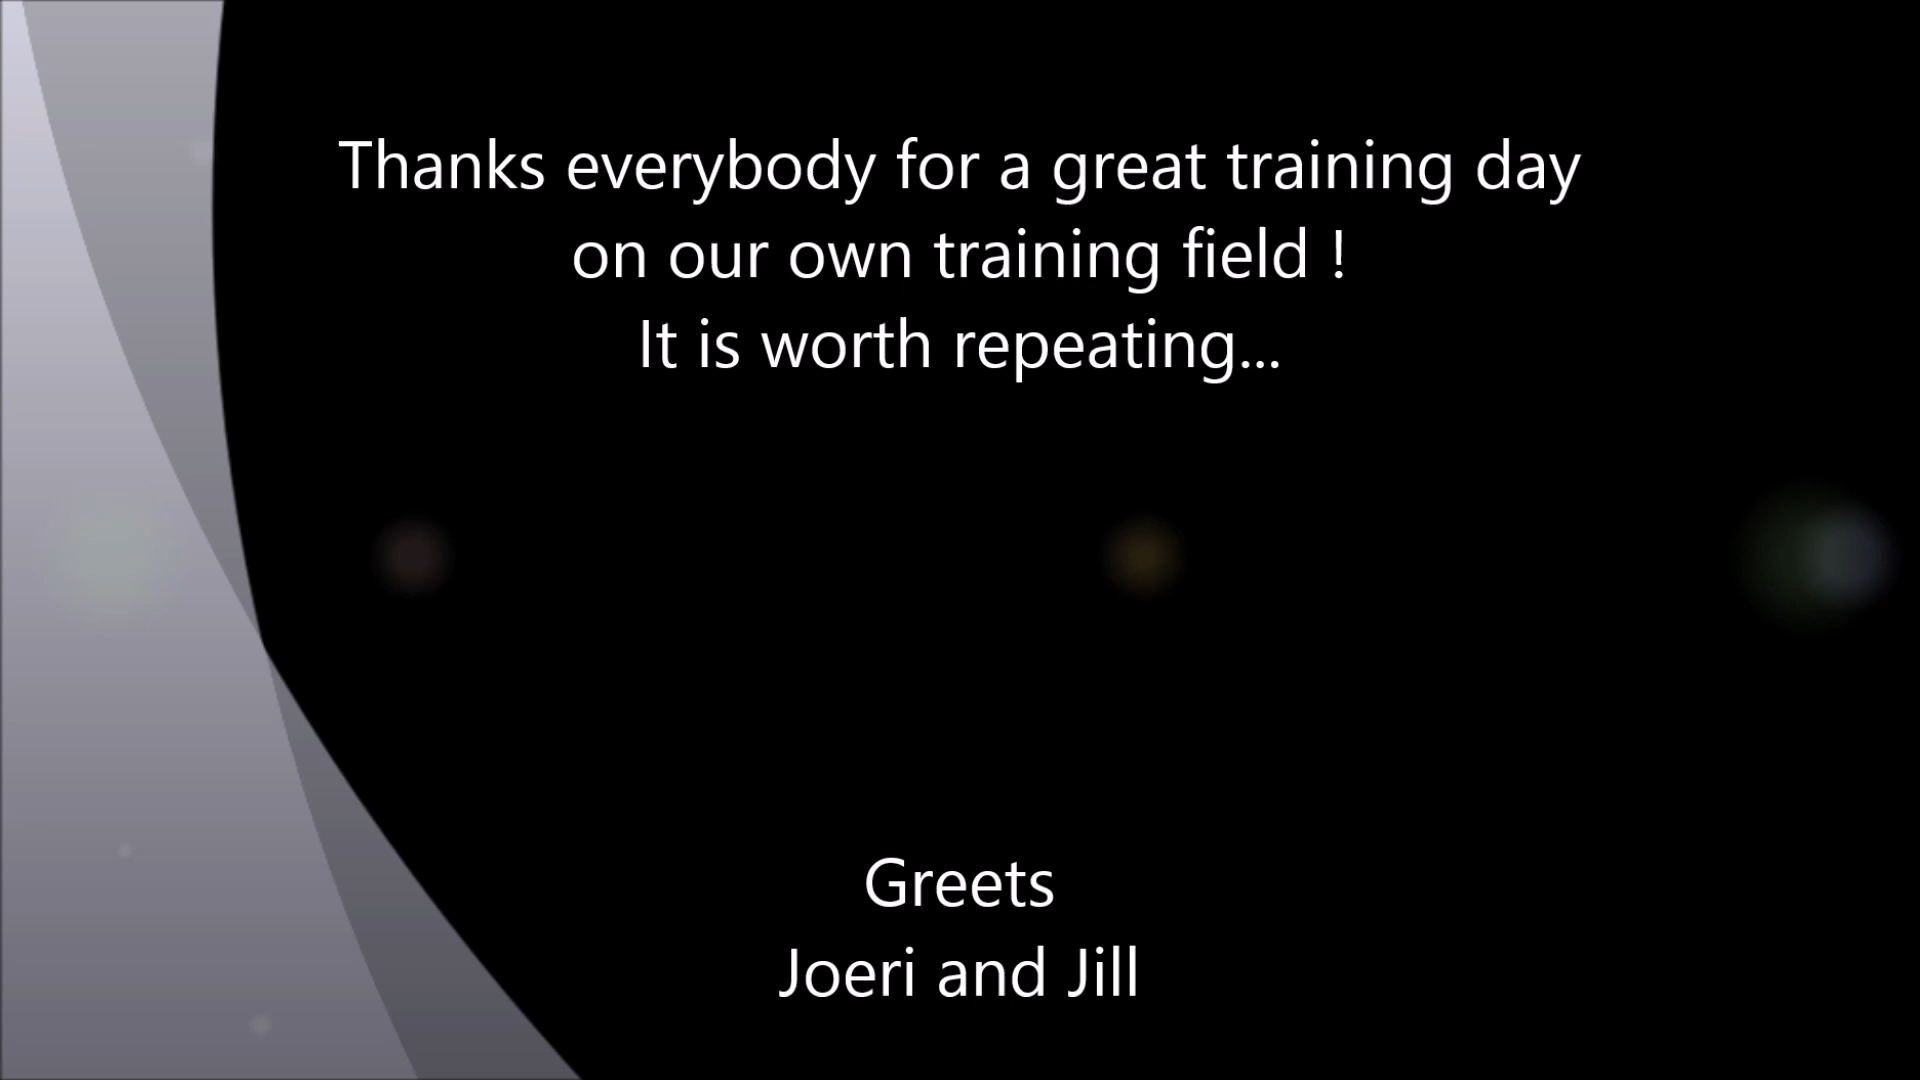 Thanks everybody for a great training day
on our own training field !
It is worth repeating...
Greets
Joeri and Jill